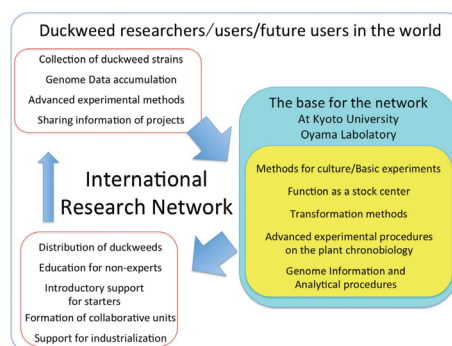 Duckweed researchers/users/future users in the world
Collection of duckweed strains
Genome Data accumulation
Advanced experimental methods
Sharing information of projects
The base for the network
At Kyoto University
Oyama Labolatory
Methods for culture/Basic experiments
Function as a stock center
Transformation methods
Advanced experimental procedures
on the plant chronobiology
Genome Information and
Analytical procedures
International
Research Network
Distribution of duckweeds
Education for non-experts
Introductory support
for starters
Formation of collaborative units
Support for industrialization